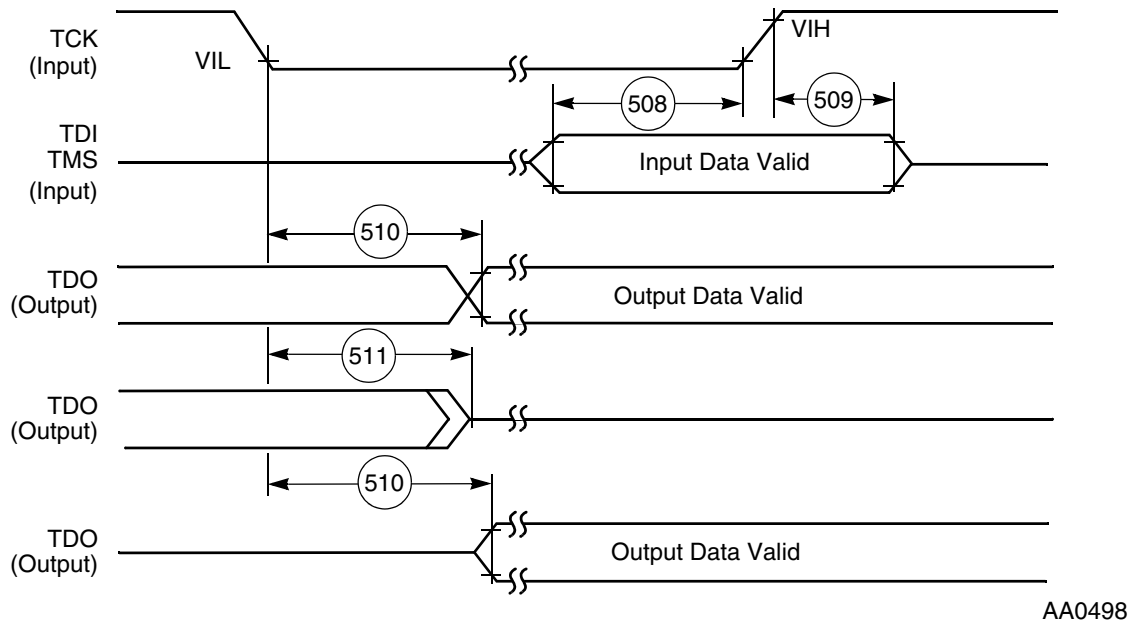 TCK
(Input)
VIL
VIH
508
509
TDI
TMS
(Input)
Input Data Valid
510
TDO
(Output)
Output Data Valid
511
TDO
(Output)
510
TDO
(Output)
Output Data Valid
AA0498